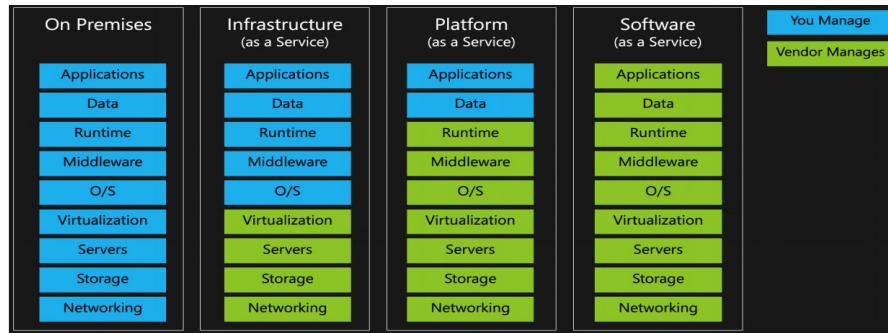 On Premises
Applications
Data
Runtime
Middleware
O/S
Virtualization
Servers
Storage
Networking
Infrastructure
(as a Service)
Applications
Data
Runtime
Middleware
O/S
Virtualization
Servers
Storage
Networking
Platform
(as a Service)
Applications
Data
Runtime
Middleware
O/S
Virtualization
Servers
Storage
Networking
Software
(as a Service)
Applications
Data
Runtime
Middleware
O/S
Virtualization
Servers
Storage
Networking
You Manage
Vendor Manages